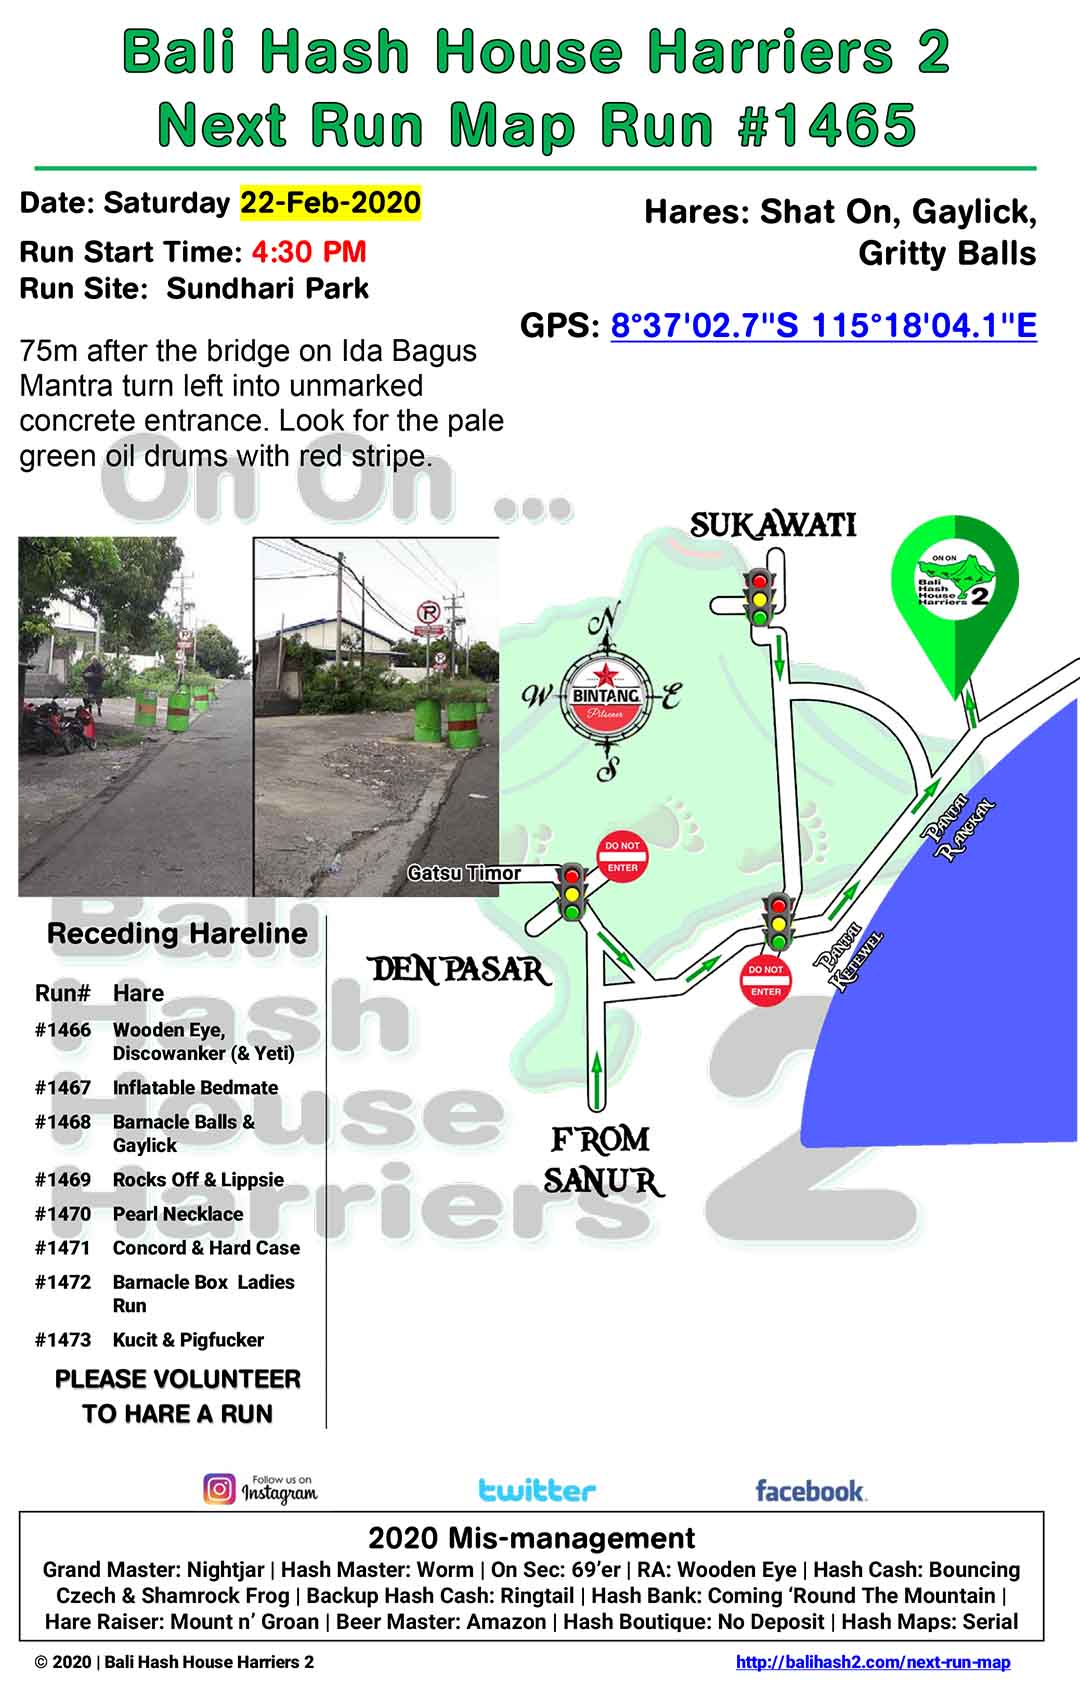 Bali Hash House Harriers 2
Next Run Map Run #1465
Date: Saturday 22-Feb-2020
Run Start Time: 4:30 PM
Run Site: Sundhari Park
Hares: Shat On, Gaylick,
Gritty Balls
GPS: 8°37'02.7"S 115°18'04.1"E
75m after the bridge on Ida Bagus
Mantra turn left into unmarked
concrete entrance. Look for the pale
green oil drums with red stripe.
On On ...
SUKAWATI
ON ON
Bali
Hash
House
Harriers 2
N
W
E
S
BINTANG
Pilsener
PANTAI
RANGKAN
DO NOT
ENTER
Gatsu Timor
PANTAI
KETEWEL
DENPASAR
DO NOT
ENTER
FROM
SANUR
Bali
Hash
House
Harriers 2
Receding Hareline
Run# Hare
#1466 Wooden Eye,
Discowanker (& Yeti)
#1467 Inflatable Bedmate
#1468 Barnacle Balls &
Gaylick
#1469 Rocks Off & Lippsie
#1470 Pearl Necklace
#1471 Concord & Hard Case
#1472 Barnacle Box Ladies
Run
#1473 Kucit & Pigfucker
PLEASE VOLUNTEER
TO HARE A RUN
Follow us on
Instagram
twitter
facebook
2020 Mis-management
Grand Master: Nightjar | Hash Master: Worm | On Sec: 69’er | RA: Wooden Eye | Hash Cash: Bouncing
Czech & Shamrock Frog | Backup Hash Cash: Ringtail | Hash Bank: Coming ‘Round The Mountain |
Hare Raiser: Mount n’ Groan | Beer Master: Amazon | Hash Boutique: No Deposit | Hash Maps: Serial
© 2020 | Bali Hash House Harriers 2
http://balihash2.com/next-run-map